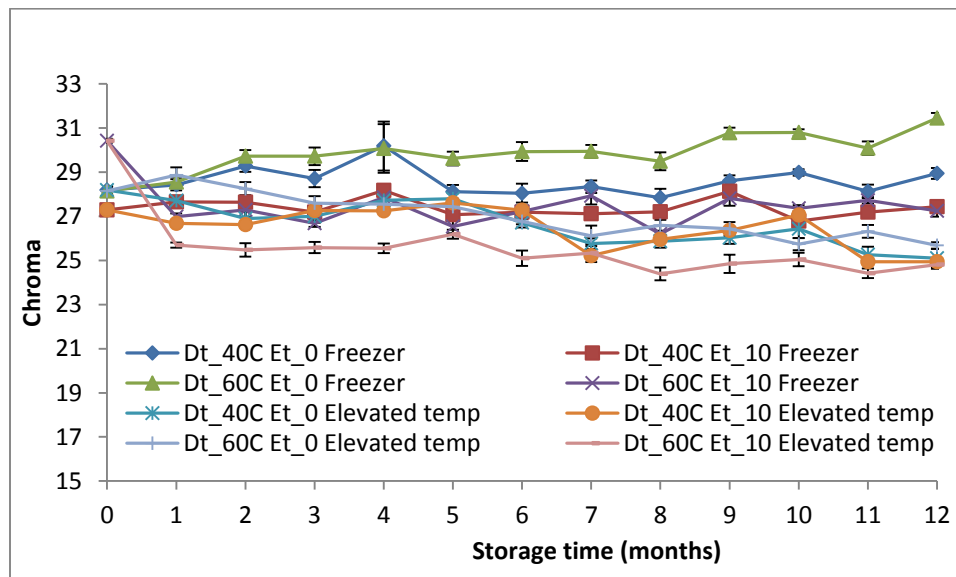 33
31
29
27
25
23
21
19
17
15
Chroma
Dt_40C Et_0 Freezer
Dt_40C Et_10 Freezer
Dt_60C Et_0 Freezer
Dt_60C Et_10 Freezer
Dt_40C Et_0 Elevated temp
Dt_40C Et_10 Elevated temp
Dt_60C Et_0 Elevated temp
Dt_60C Et_10 Elevated temp
0 1 2 3 4 5 6 7 8 9 10 11 12
Storage time (months)